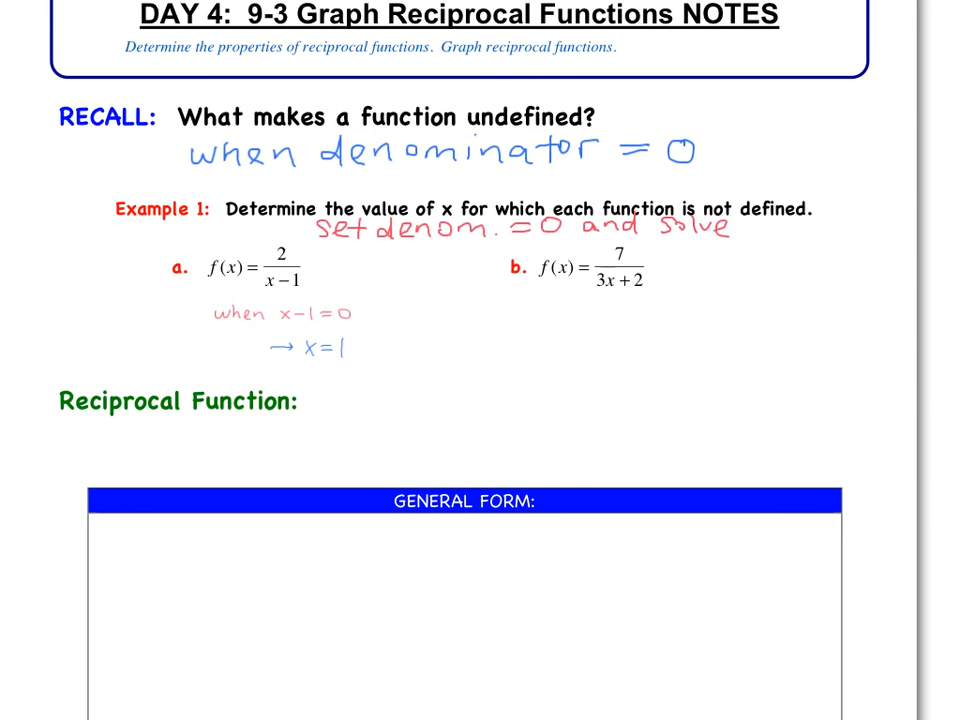 DAY 4: 9-3 Graph Reciprocal Functions NOTES
Determine the properties of reciprocal functions. Graph reciprocal functions.
RECALL: What makes a function undefined?
when denominator = 0
Example 1: Determine the value of x for which each function is not defined.
set denom. = 0 and solve
a. f(x) = 2/(x − 1)
b. f(x) = 7/(3x + 2)
when x-1=0
→ x=1
Reciprocal Function:
GENERAL FORM: